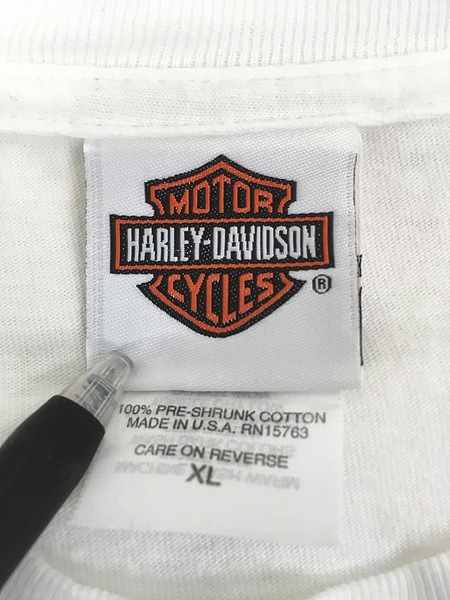 MOTOR
HARLEY-DAVIDSON
CYCLES
®
100% PRE-SHRUNK COTTON
MADE IN U.S.A. RN15763
CARE ON REVERSE
XL